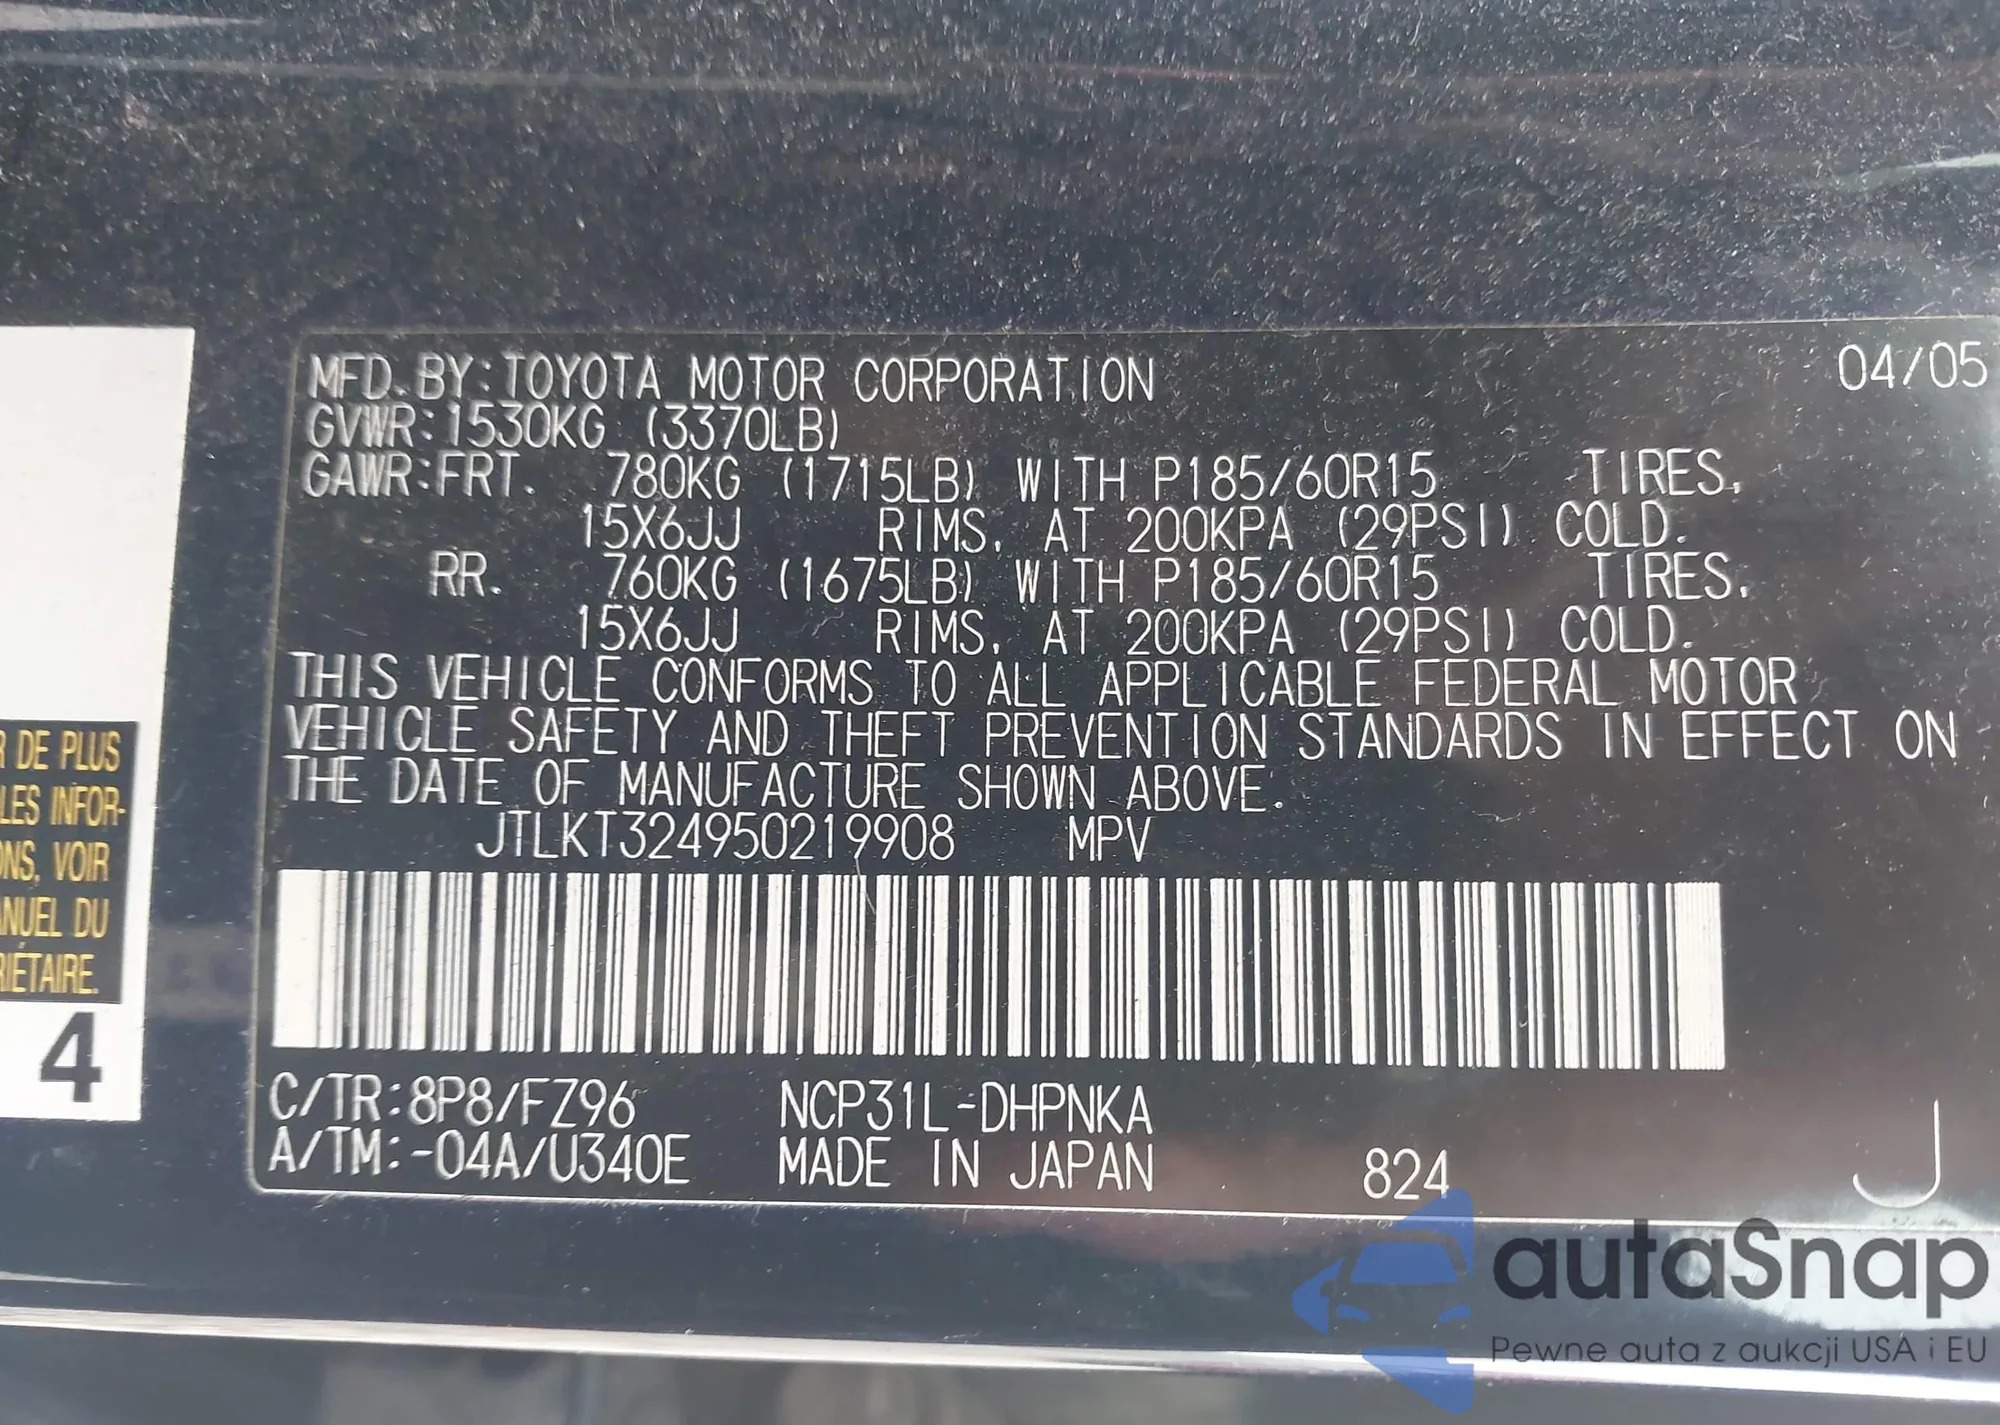 MFD. BY: TOYOTA MOTOR CORPORATION 04/05
GVWR: 1530KG (3370LB)
GAWR: FRT. 780KG (1715LB) WITH P185/60R15 TIRES,
15X6JJ RIMS, AT 200KPA (29PSI) COLD.
RR. 760KG (1675LB) WITH P185/60R15 TIRES,
15X6JJ RIMS, AT 200KPA (29PSI) COLD.
THIS VEHICLE CONFORMS TO ALL APPLICABLE FEDERAL MOTOR
VEHICLE SAFETY AND THEFT PREVENTION STANDARDS IN EFFECT ON
THE DATE OF MANUFACTURE SHOWN ABOVE.
JTLKT324950219908 MPV
C/TR: 8P8/FZ96 NCP31L-DHPNKA
A/TM: -04A/U340E MADE IN JAPAN 824 J
R DE PLUS
LES INFOR-
ONS, VOIR
ANUEL DU
RIÉTAIRE.
4
autaSnap
Pewne auta z aukcji USA i EU